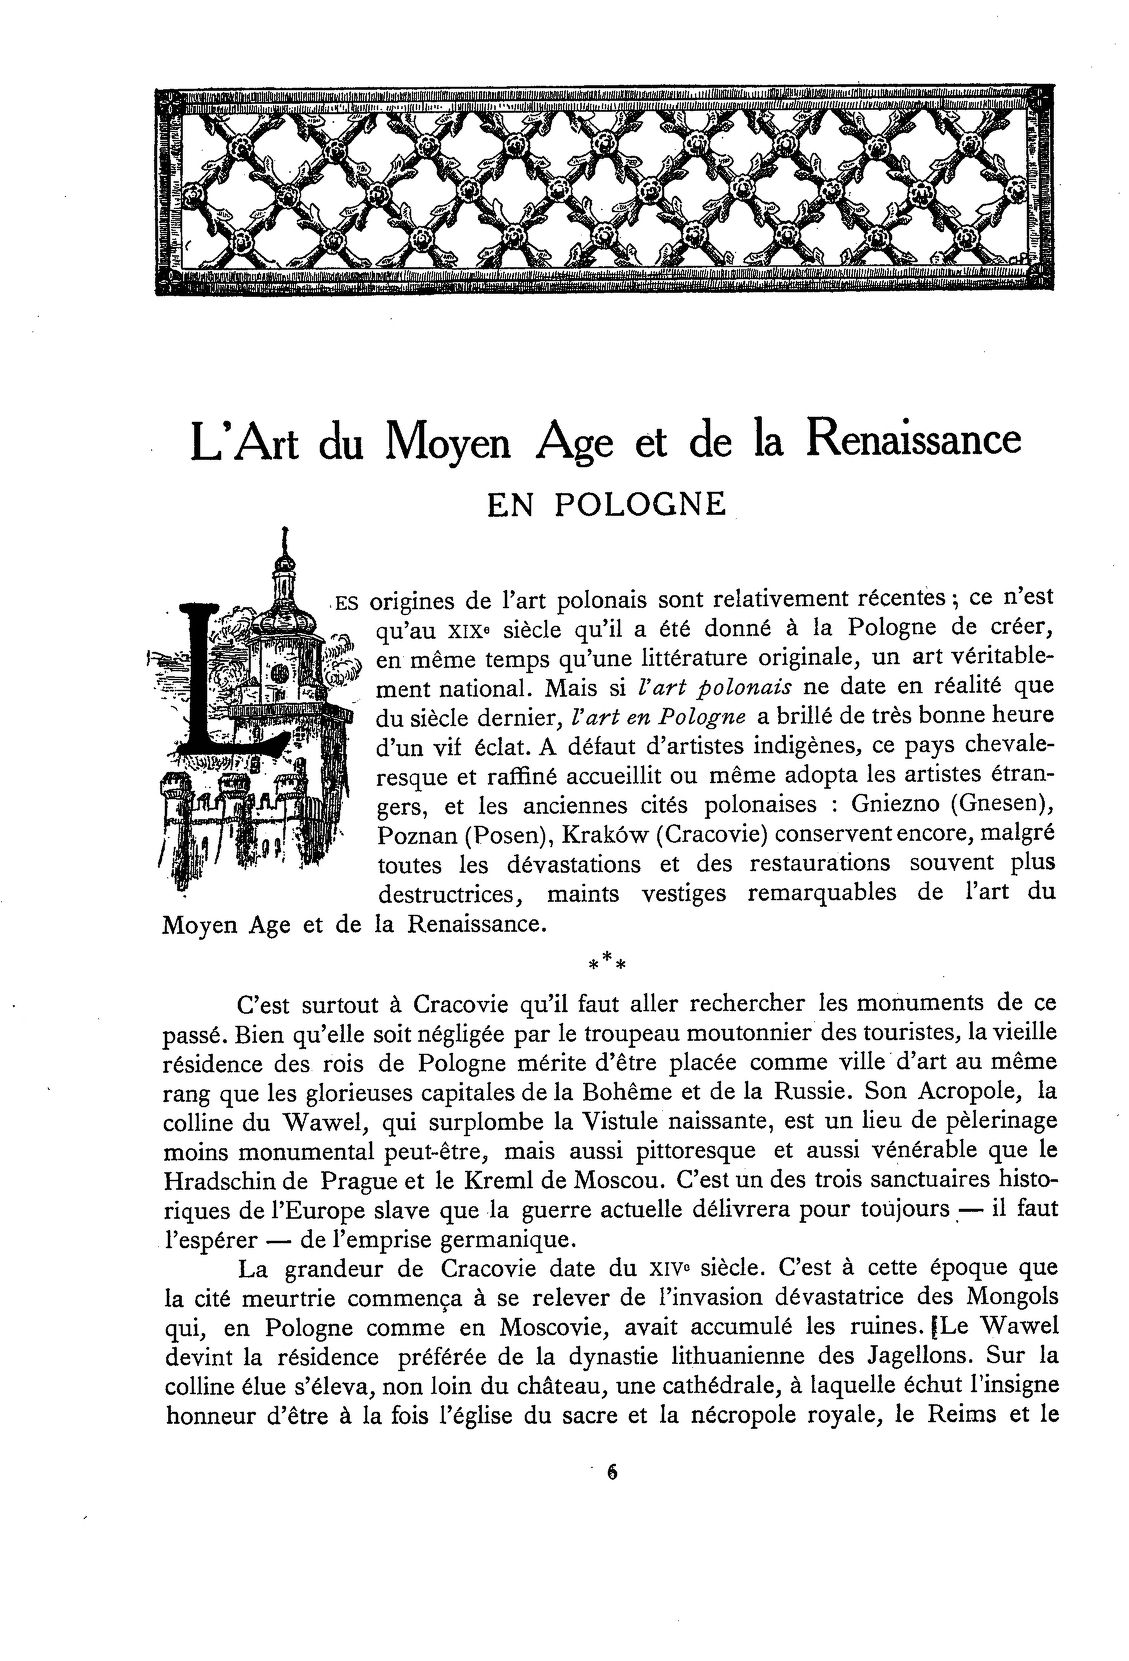 L'Art du Moyen Age et de la Renaissance
EN POLOGNE
LES origines de l'art polonais sont relativement récentes ; ce n'est
qu'au XIXe siècle qu'il a été donné à la Pologne de créer,
en même temps qu'une littérature originale, un art véritable-
ment national. Mais si l'art polonais ne date en réalité que
du siècle dernier, l'art en Pologne a brillé de très bonne heure
d'un vif éclat. A défaut d'artistes indigènes, ce pays chevale-
resque et raffiné accueillit ou même adopta les artistes étran-
gers, et les anciennes cités polonaises : Gniezno (Gnesen),
Poznan (Posen), Kraków (Cracovie) conservent encore, malgré
toutes les dévastations et des restaurations souvent plus
destructrices, maints vestiges remarquables de l'art du
Moyen Age et de la Renaissance.
***
C'est surtout à Cracovie qu'il faut aller rechercher les monuments de ce
passé. Bien qu'elle soit négligée par le troupeau moutonnier des touristes, la vieille
résidence des rois de Pologne mérite d'être placée comme ville d'art au même
rang que les glorieuses capitales de la Bohême et de la Russie. Son Acropole, la
colline du Wawel, qui surplombe la Vistule naissante, est un lieu de pèlerinage
moins monumental peut-être, mais aussi pittoresque et aussi vénérable que le
Hradschin de Prague et le Kreml de Moscou. C'est un des trois sanctuaires histo-
riques de l'Europe slave que la guerre actuelle délivrera pour toujours — il faut
l'espérer — de l'emprise germanique.
La grandeur de Cracovie date du XIVe siècle. C'est à cette époque que
la cité meurtrie commença à se relever de l'invasion dévastatrice des Mongols
qui, en Pologne comme en Moscovie, avait accumulé les ruines. [Le Wawel
devint la résidence préférée de la dynastie lithuanienne des Jagellons. Sur la
colline élue s'éleva, non loin du château, une cathédrale, à laquelle échut l'insigne
honneur d'être à la fois l'église du sacre et la nécropole royale, le Reims et le
6